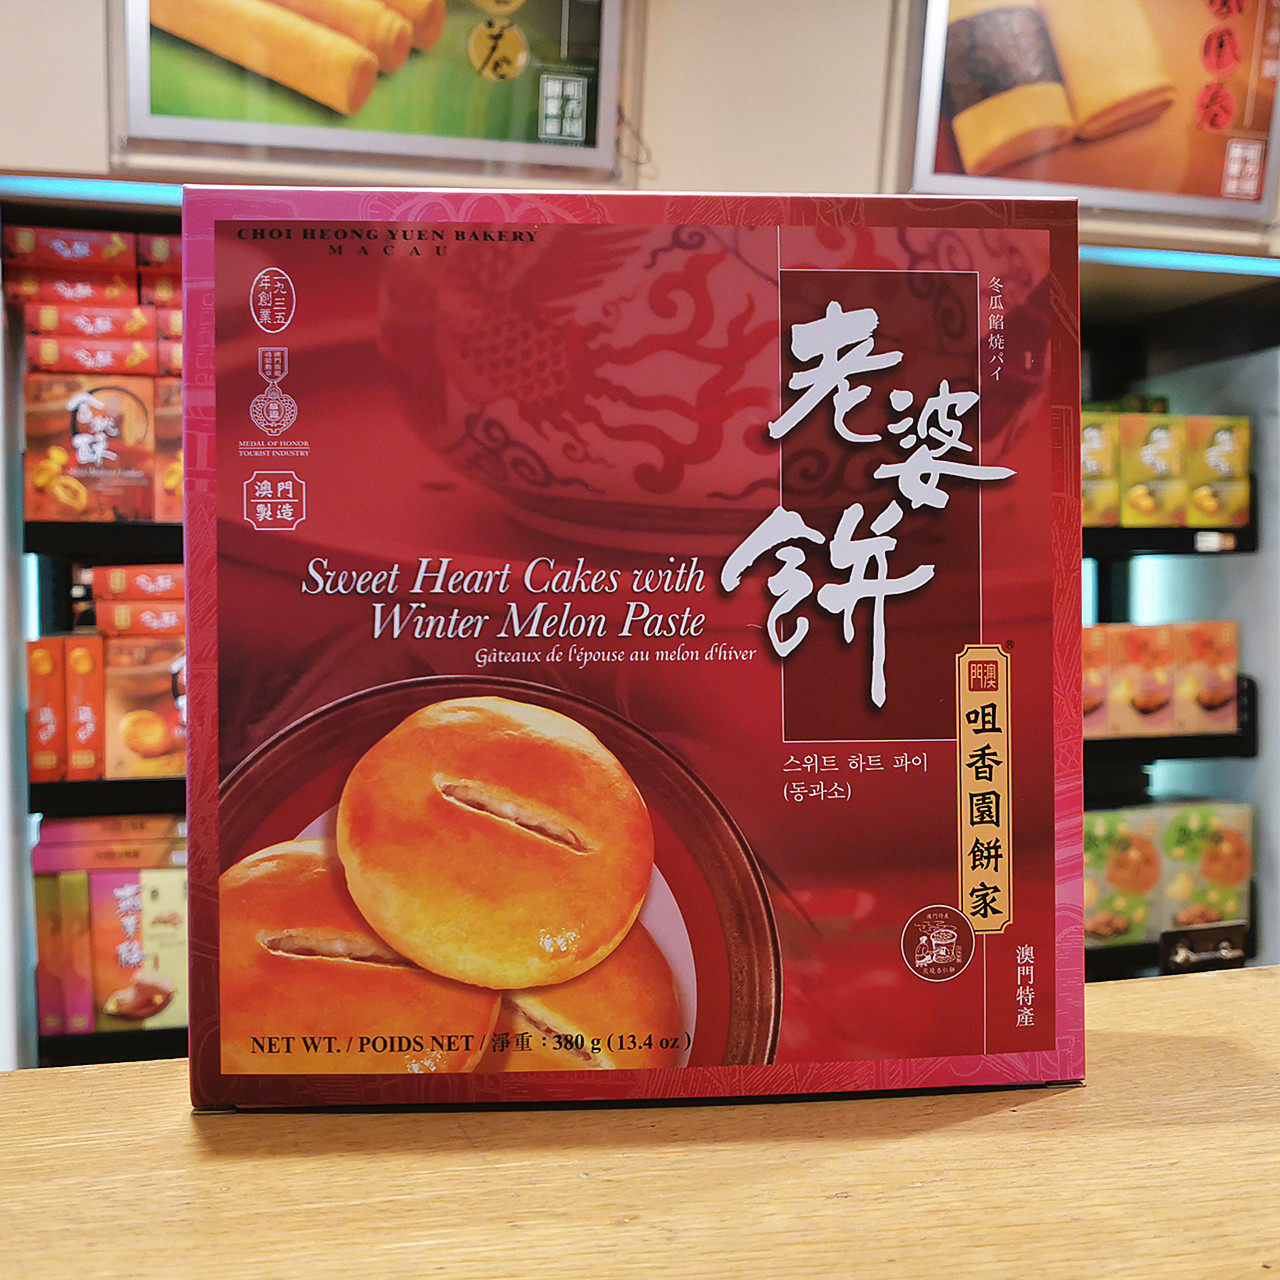 CHOI HEONG YUEN BAKERY
MACAU
一九三五
年創業
MEDAL OF HONOR
TOURIST INDUSTRY
澳門
製造
冬瓜餡焼パイ
老婆餅
Sweet Heart Cakes with
Winter Melon Paste
Gâteaux de l'épouse au melon d'hiver
스위트 하트 파이
(동과소)
澳門
®
咀香園餅家
澳門特產
NET WT. / POIDS NET / 淨重：380 g (13.4 oz)